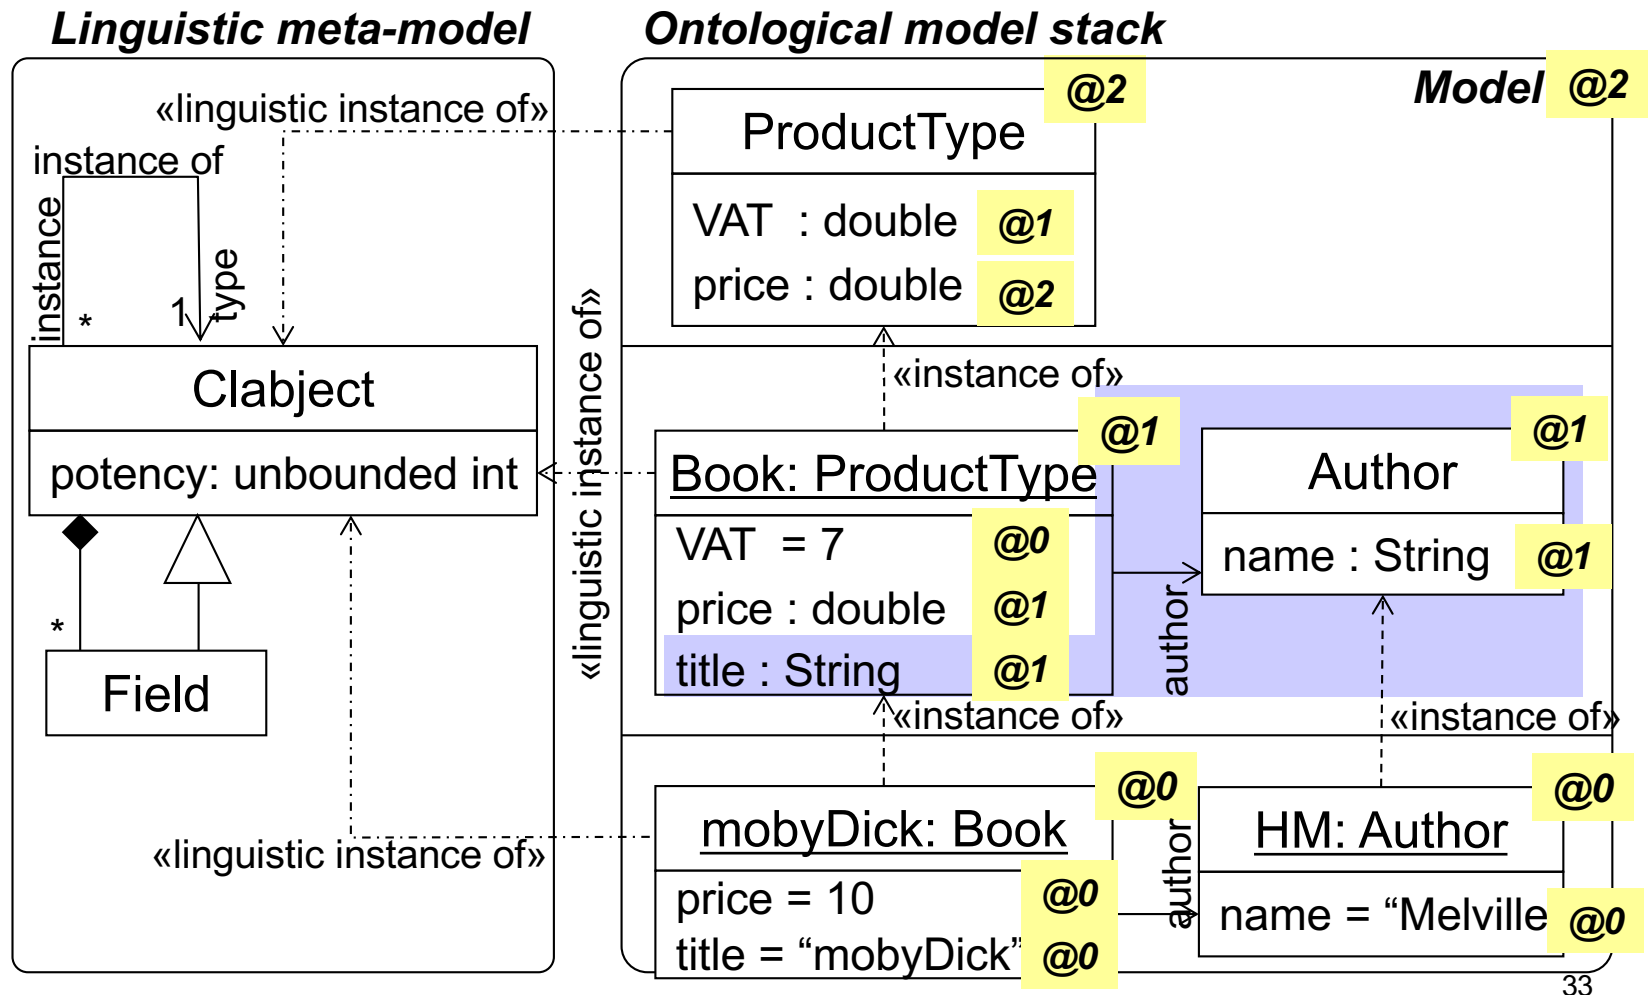 Linguistic meta-model
Ontological model stack
Model @2
@2
ProductType
VAT : double @1
price : double @2
«linguistic instance of»
instance of
instance
type
* 1
Clabject
potency: unbounded int
*
Field
«linguistic instance of»
«instance of»
@1
Book: ProductType
VAT = 7 @0
price : double @1
title : String @1
author
@1
Author
name : String @1
«instance of»
«instance of»
«linguistic instance of»
@0
mobyDick: Book
price = 10 @0
title = “mobyDick” @0
author
@0
HM: Author
name = “Melville @0
33